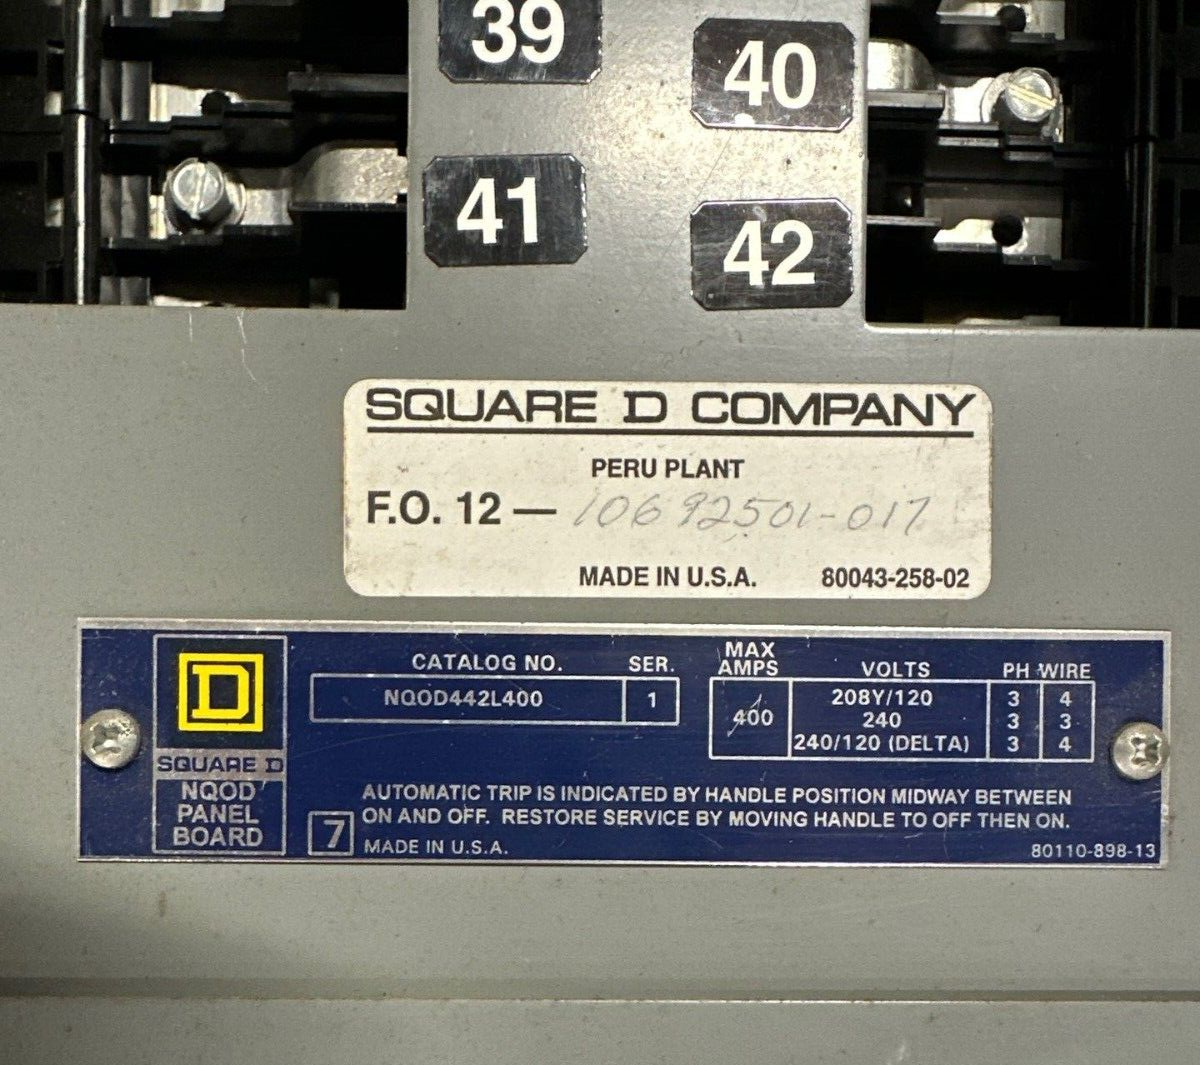 39
40
41
42
SQUARE D COMPANY
PERU PLANT
F.O. 12 — 10692501-017
MADE IN U.S.A. 80043-258-02
CATALOG NO. SER. MAX AMPS VOLTS PH WIRE
NQOD442L400 1 400 208Y/120 3 4
240 3 3
240/120 (DELTA) 3 4
D
SQUARE D
NQOD
PANEL
BOARD
AUTOMATIC TRIP IS INDICATED BY HANDLE POSITION MIDWAY BETWEEN
ON AND OFF. RESTORE SERVICE BY MOVING HANDLE TO OFF THEN ON.
7 MADE IN U.S.A. 80110-898-13